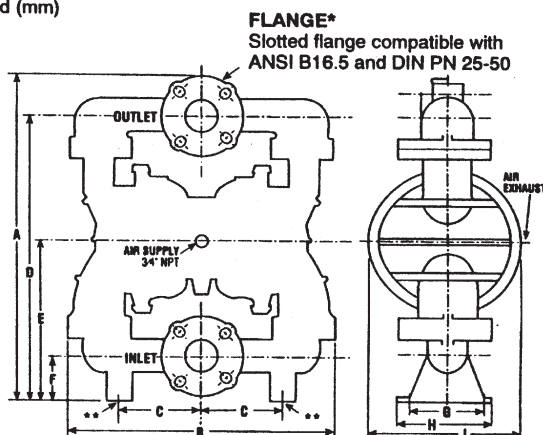 d (mm)
FLANGE*
Slotted flange compatible with
ANSI B16.5 and DIN PN 25-50
OUTLET
AIR
EXHAUST
A
D
AIR SUPPLY
3/4" NPT
E
INLET
F
**
C
C
**
G
H